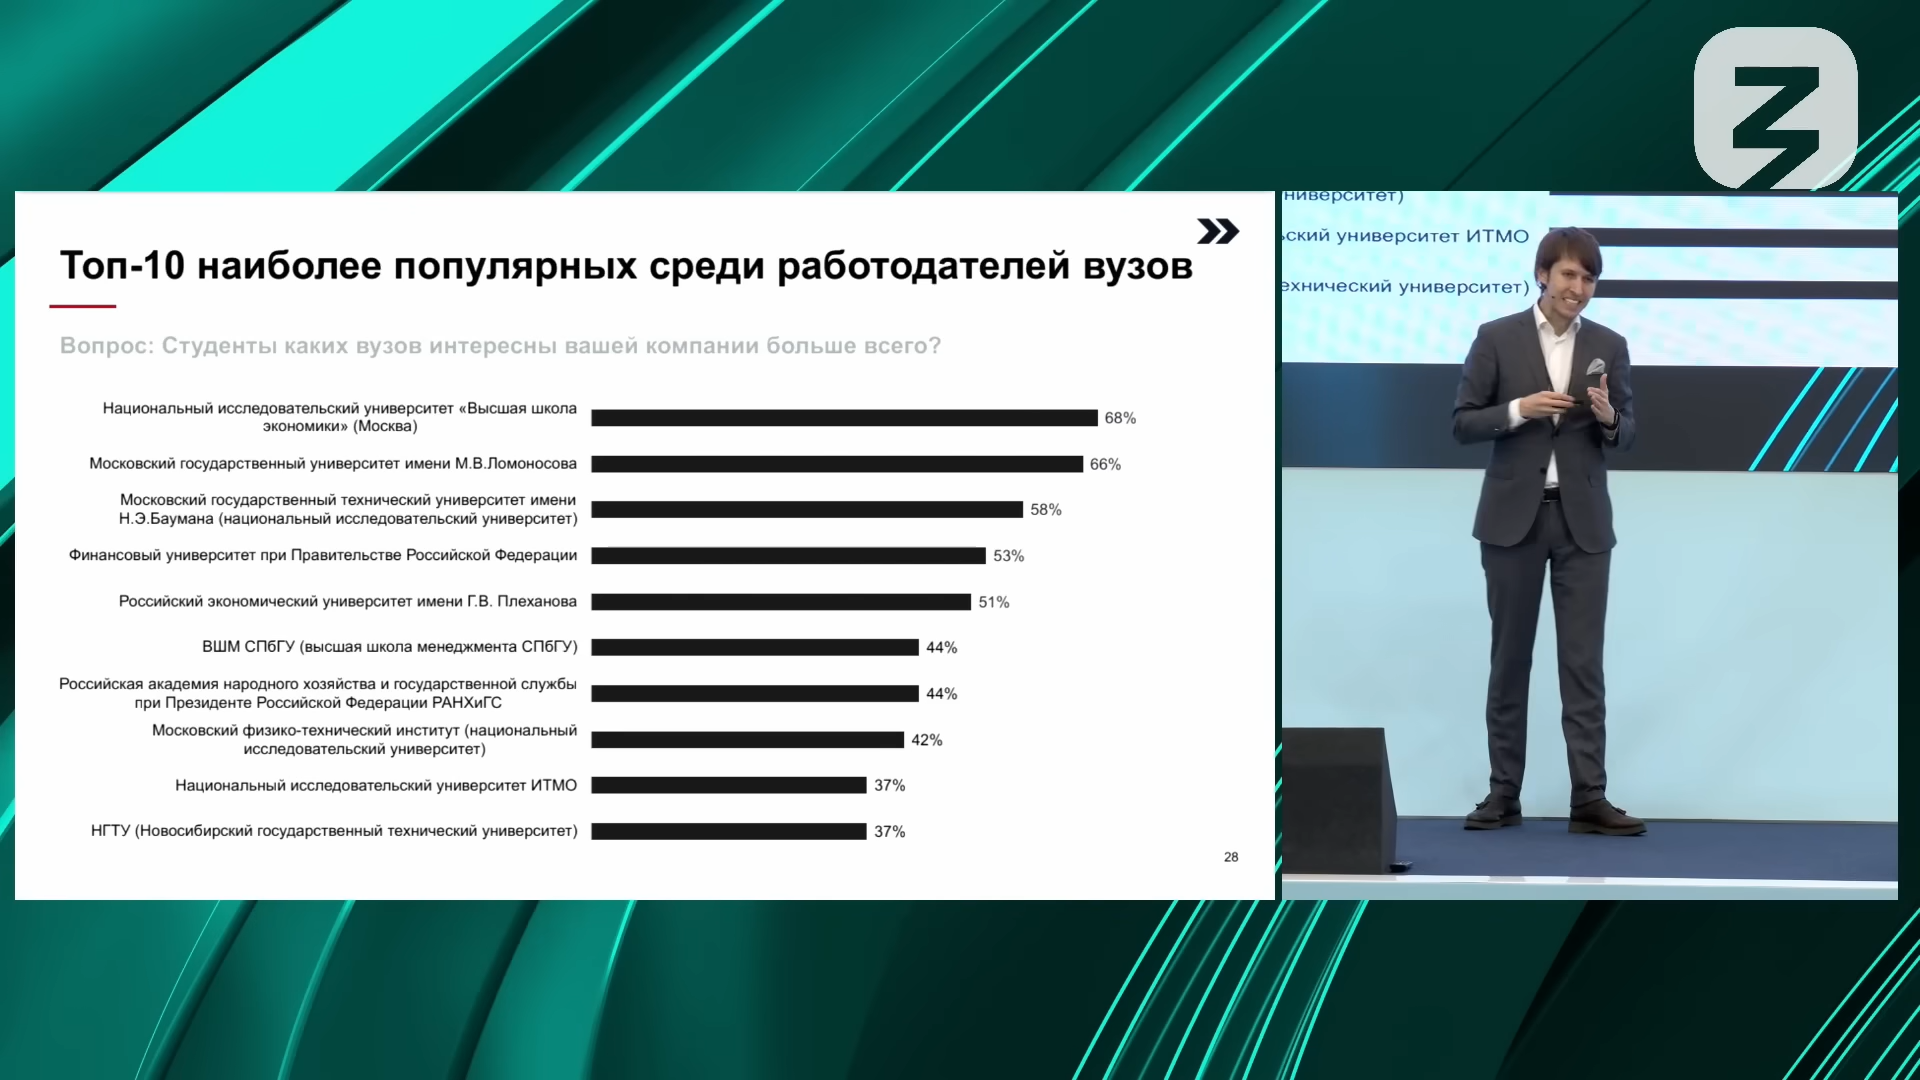 Топ-10 наиболее популярных среди работодателей вузов
Вопрос: Студенты каких вузов интересны вашей компании больше всего?
Национальный исследовательский университет «Высшая школа
экономики» (Москва)
68%
Московский государственный университет имени М.В.Ломоносова
66%
Московский государственный технический университет имени
Н.Э.Баумана (национальный исследовательский университет)
58%
Финансовый университет при Правительстве Российской Федерации
53%
Российский экономический университет имени Г.В. Плеханова
51%
ВШМ СПбГУ (высшая школа менеджмента СПбГУ)
44%
Российская академия народного хозяйства и государственной службы
при Президенте Российской Федерации РАНХиГС
44%
Московский физико-технический институт (национальный
исследовательский университет)
42%
Национальный исследовательский университет ИТМО
37%
НГТУ (Новосибирский государственный технический университет)
37%
28
ниверситет)
ьский университет ИТМО
ехнический университет)